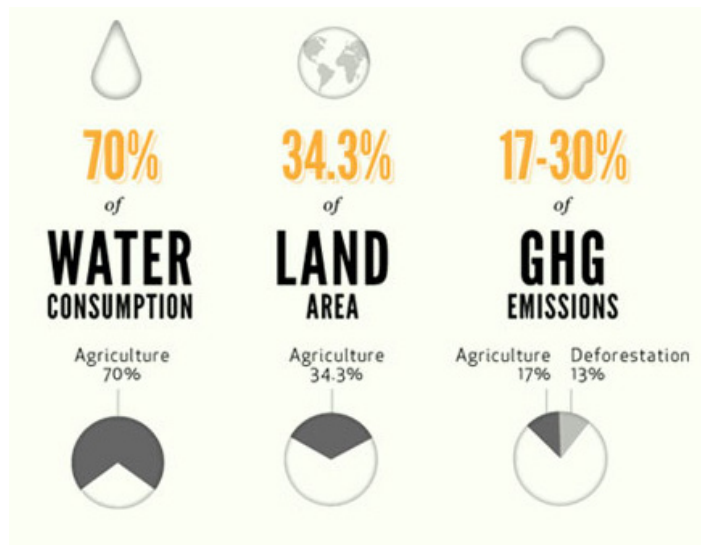 70%
of
WATER
CONSUMPTION
Agriculture
70%
34.3%
of
LAND
AREA
Agriculture
34.3%
17-30%
of
GHG
EMISSIONS
Agriculture
17%
Deforestation
13%